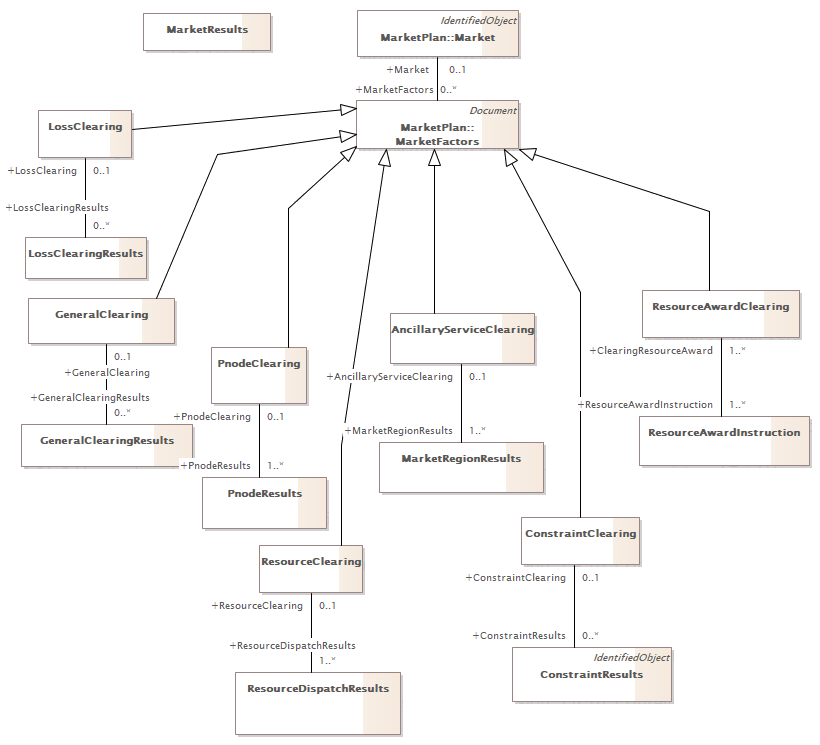 MarketResults
IdentifiedObject
MarketPlan::Market
+Market 0..1
+MarketFactors 0..*
Document
MarketPlan::
MarketFactors
LossClearing
+LossClearing 0..1
+LossClearingResults
0..*
LossClearingResults
GeneralClearing
0..1
+GeneralClearing
+GeneralClearingResults
0..*
GeneralClearingResults
PnodeClearing
+PnodeClearing 0..1
+PnodeResults 1..*
PnodeResults
AncillaryServiceClearing
+AncillaryServiceClearing 0..1
+MarketRegionResults 1..*
MarketRegionResults
ResourceAwardClearing
+ClearingResourceAward 1..*
+ResourceAwardInstruction 1..*
ResourceAwardInstruction
ResourceClearing
+ResourceClearing 0..1
+ResourceDispatchResults
1..*
ResourceDispatchResults
ConstraintClearing
+ConstraintClearing 0..1
+ConstraintResults 0..*
IdentifiedObject
ConstraintResults